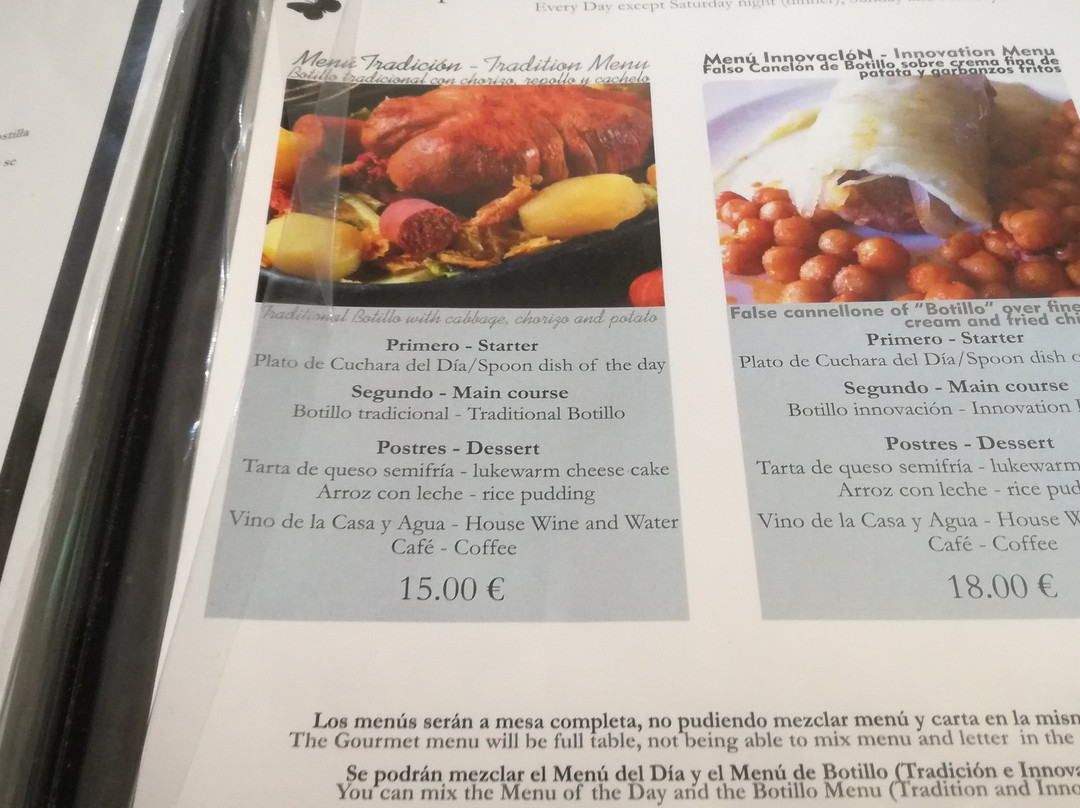 Every Day except Saturday night (dinner),
ostilla
se
Menú Tradición - Tradition Menu
Botillo tradicional con chorizo, repollo y cachelo
Traditional Botillo with cabbage, chorizo and potato
Primero - Starter
Plato de Cuchara del Día/Spoon dish of the day
Segundo - Main course
Botillo tradicional - Traditional Botillo
Postres - Dessert
Tarta de queso semifría - lukewarm cheese cake
Arroz con leche - rice pudding
Vino de la Casa y Agua - House Wine and Water
Café - Coffee
15.00 €
Menú InnovaclóN - Innovation Menu
Falso Canelón de Botillo sobre crema fina de
patata y garbanzos fritos
False cannellone of "Botillo" over fine
cream and fried chi
Primero - Starter
Plato de Cuchara del Día/Spoon dish
Segundo - Main course
Botillo innovación - Innovation
Postres - Dessert
Tarta de queso semifría - lukewarm
Arroz con leche - rice pud
Vino de la Casa y Agua - House
Café - Coffee
18.00 €
Los menús serán a mesa completa, no pudiendo mezclar menú y carta en la mism
The Gourmet menu will be full table, not being able to mix menu and letter in the
Se podrán mezclar el Menú del Día y el Menú de Botillo (Tradición e Innova
You can mix the Menu of the Day and the Botillo Menu (Tradition and Inno